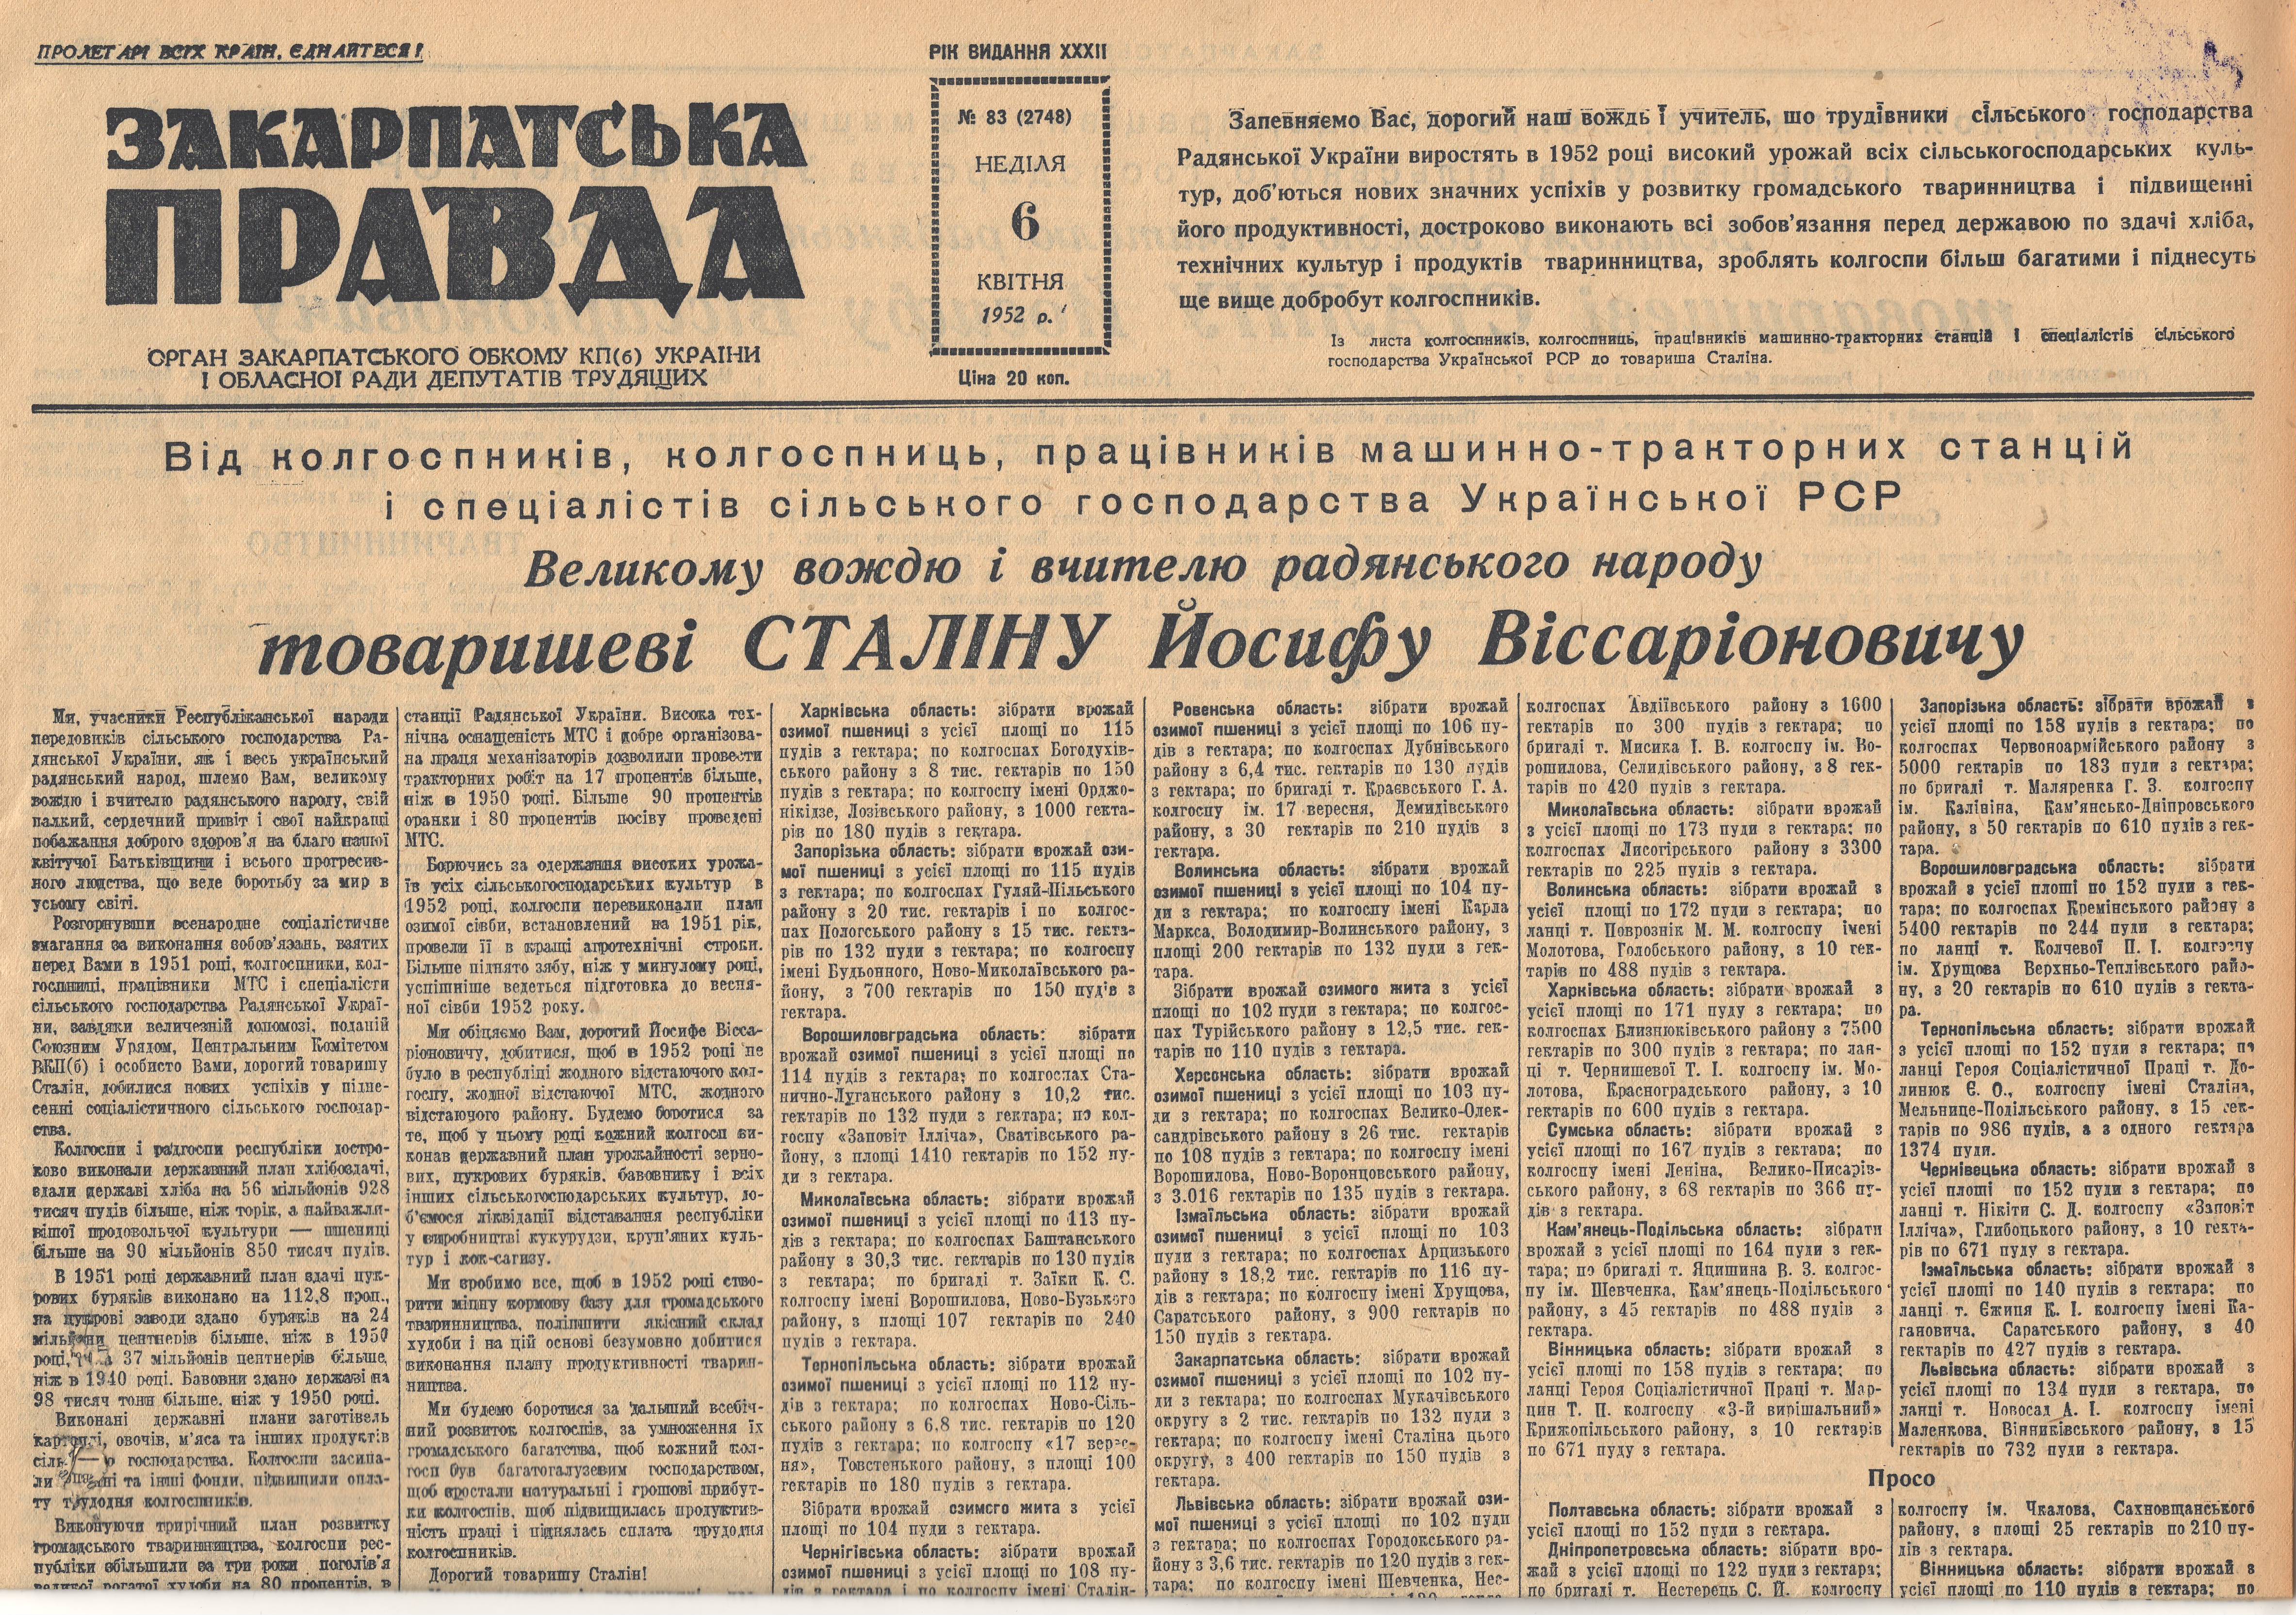 ПРОЛЕТАРІ ВСІХ КРАЇН, ЄДНАЙТЕСЯ!
ЗАКАРПАТСЬКА
ПРАВДА
ОРГАН ЗАКАРПАТСЬКОГО ОБКОМУ КП(б) УКРАЇНИ
І ОБЛАСНОЇ РАДИ ДЕПУТАТІВ ТРУДЯЩИХ
РІК ВИДАННЯ XXXII
№ 83 (2748)
НЕДІЛЯ
6
КВІТНЯ
1952 р.
Ціна 20 коп.
Запевняємо Вас, дорогий наш вождь і учитель, шо трудівники сільського господарства
Радянської України виростять в 1952 році високий урожай всіх сільськогосподарських куль-
тур, доб'ються нових значних успіхів у розвитку громадського тваринництва і підвищенні
його продуктивності, достроково виконають всі зобов'язання перед державою по здачі хліба,
технічних культур і продуктів тваринництва, зроблять колгоспи більш багатими і піднесуть
ще вище добробут колгоспників.
Із листа колгоспників, колгоспниць, працівників машинно-тракторних станцій і спеціалістів сільського
господарства Української РСР до товариша Сталіна.
Від колгоспників, колгоспниць, працівників машинно-тракторних станцій
і спеціалістів сільського господарства Української РСР
Великому вождю і вчителю радянського народу
товаришеві СТАЛІНУ Йосифу Віссаріоновичу
Ми, учасники Республіканської наради
передовиків сільського господарства Ра-
дянської України, як і весь український
радянський народ, шлемо Вам, великому
вождю і вчителю радянського народу, свій
палкий, сердечний привіт і свої найкращі
побажання доброго здоров'я на благо нашої
квітучої Батьківщини і всього прогресив-
ного людства, що веде боротьбу за мир в
усьому світі.
Розгорнувши всенародне соціалістичне
змагання за виконання зобов'язань, взятих
перед Вами в 1951 році, колгоспники, кол-
госпниці, працівники МТС і спеціалісти
сільського господарства Радянської Украї-
ни, завдяки величезній допомозі, поданій
Союзним Урядом, Центральним Комітетом
ВКП(б) і особисто Вами, дорогий товаришу
Сталін, добилися нових успіхів у підне-
сенні соціалістичного сільського господар-
ства.
Колгоспи і радгоспи республіки достро-
ково виконали державний план хлібоздачі,
здали державі хліба на 56 мільйонів 928
тисяч пудів більше, ніж торік, а найважли-
вішої продовольчої культури — пшениці
більше на 90 мільйонів 850 тисяч пудів.
В 1951 році державний план здачі цук-
рових буряків виконано на 112,8 проц.,
на цукрові заводи здано буряків на 24
мільйони центнерів більше, ніж в 1950
році, і на 37 мільйонів центнерів більше,
ніж в 1940 році. Бавовни здано державі на
98 тисяч тонн більше, ніж у 1950 році.
Виконані державні плани заготівель
картоплі, овочів, м'яса та інших продуктів
господарства. Колгоспи засипа-
ли та інші фонди, підвищили опла-
ту трудодня колгоспників.
Виконуючи трирічний план розвитку
громадського тваринництва, колгоспи рес-
публіки збільшили за три роки поголів'я
великої рогатої худоби на 80 процентів, в
станції Радянської України. Висока тех-
нічна оснащеність МТС і добре організова-
на праця механізаторів дозволили провести
тракторних робіт на 17 процентів більше,
ніж в 1950 році. Більше 90 процентів
оранки і 80 процентів посіву проведені
МТС.
Борючись за одержання високих урожа-
їв усіх сільськогосподарських культур в
1952 році, колгоспи перевиконали план
озимої сівби, встановлений на 1951 рік,
провели її в кращі агротехнічні строки.
Більше піднято зябу, ніж у минулому році,
успішніше ведеться підготовка до весня-
ної сівби 1952 року.
Ми обіцяємо Вам, дорогий Йосифе Вісса-
ріоновичу, добитися, щоб в 1952 році не
було в республіці жодного відстаючого кол-
госпу, жодної відстаючої МТС, жодного
відстаючого району. Будемо боротися за
те, щоб у цьому році кожний колгосп ви-
конав державний план урожайності зерно-
вих, цукрових буряків, бавовнику і всіх
інших сільськогосподарських культур, до-
б'ємося ліквідації відставання республіки
у виробництві кукурудзи, круп'яних куль-
тур і кок-сагизу.
Ми зробимо все, щоб в 1952 році ство-
рити міцну кормову базу для громадського
тваринництва, поліпшити якісний склад
худоби і на цій основі безумовно добитися
виконання плану продуктивності тварин-
ництва.
Ми будемо боротися за дальший всебіч-
ний розвиток колгоспів, за умноження їх
громадського багатства, щоб кожний кол-
госп був багатогалузевим господарством,
щоб зростали натуральні і грошові прибут-
ки колгоспів, щоб підвищилась продуктив-
ність праці і піднялась сплата трудодня
колгоспників.
Дорогий товаришу Сталін!
Харківська область: зібрати врожай
озимої пшениці з усієї площі по 115
пудів з гектара; по колгоспах Богодухів-
ського району з 8 тис. гектарів по 150
пудів з гектара; по колгоспу імені Орджо-
нікідзе, Лозівського району, з 1000 гекта-
рів по 180 пудів з гектара.
Запорізька область: зібрати врожай ози-
мої пшениці з усієї площі по 115 пудів
з гектара; по колгоспах Гуляй-Пільського
району з 20 тис. гектарів і по колгос-
пах Пологського району з 15 тис. гекта-
рів по 132 пуди з гектара; по колгоспу
імені Будьонного, Ново-Миколаївського ра-
йону, з 700 гектарів по 150 пудів з
гектара.
Ворошиловградська область: зібрати
врожай озимої пшениці з усієї площі по
114 пудів з гектара; по колгоспах Ста-
нично-Луганського району з 10,2 тис.
гектарів по 132 пуди з гектара; по кол-
госпу «Заповіт Ілліча», Сватівського ра-
йону, з площі 1410 гектарів по 152 пу-
ди з гектара.
Миколаївська область: зібрати врожай
озимої пшениці з усієї площі по 113 пу-
дів з гектара; по колгоспах Баштанського
району з 30,3 тис. гектарів по 130 пудів
з гектара; по бригаді т. Заїки К. С.
колгоспу імені Ворошилова, Ново-Бузького
району, з площі 107 гектарів по 240
пудів з гектара.
Тернопільська область: зібрати врожай
озимої пшениці з усієї площі по 112 пу-
дів з гектара; по колгоспах Ново-Сіль-
ського району з 6,8 тис. гектарів по 120
пудів з гектара; по колгоспу «17 верес-
ня», Товстенського району, з площі 100
гектарів по 180 пудів з гектара.
Зібрати врожай озимого жита з усієї
площі по 104 пуди з гектара.
Чернігівська область: зібрати врожай
озимої пшениці з усієї площі по 108 пу-
дів з гектара і по колгоспу імені Сталін-
Ровенська область: зібрати врожай
озимої пшениці з усієї площі по 106 пу-
дів з гектара; по колгоспах Дубнівського
району з 6,4 тис. гектарів по 130 пудів
з гектара; по бригаді т. Краєвського Г. А.
колгоспу ім. 17 вересня, Демидівського
району, з 30 гектарів по 210 пудів з
гектара.
Волинська область: зібрати врожай
озимої пшениці з усієї площі по 104 пу-
ди з гектара; по колгоспу імені Карла
Маркса, Володимир-Волинського району, з
площі 200 гектарів по 132 пуди з гек-
тара.
Зібрати врожай озимого жита з усієї
площі по 102 пуди з гектара; по колгос-
пах Турійського району з 12,5 тис. гек-
тарів по 110 пудів з гектара.
Херсонська область: зібрати врожай
озимої пшениці з усієї площі по 103 пу-
ди з гектара; по колгоспах Велико-Олек-
сандрівського району з 26 тис. гектарів
по 108 пудів з гектара; по колгоспу імені
Ворошилова, Ново-Воронцовського району,
з 3.016 гектарів по 135 пудів з гектара.
Ізмаїльська область: зібрати врожай
озимої пшениці з усієї площі по 103
пуди з гектара; по колгоспах Арцизького
району з 18,2 тис. гектарів по 116 пу-
дів з гектара; по колгоспу імені Хрущова,
Саратського району, з 900 гектарів по
150 пудів з гектара.
Закарпатська область: зібрати врожай
озимої пшениці з усієї площі по 102 пу-
ди з гектара; по колгоспах Мукачівського
округу з 2 тис. гектарів по 132 пуди з
гектара; по колгоспу імені Сталіна цього
округу, з 400 гектарів по 150 пудів з
гектара.
Львівська область: зібрати врожай ози-
мої пшениці з усієї площі по 102 пуди
з гектара; по колгоспах Городокського ра-
йону з 3,6 тис. гектарів по 120 пудів з гек-
тара; по колгоспу імені Шевченка, Нес-
колгоспах Авдіївського району з 1600
гектарів по 300 пудів з гектара; по
бригаді т. Мисика І. В. колгоспу ім. Во-
рошилова, Селидівського району, з 8 гек-
тарів по 420 пудів з гектара.
Миколаївська область: зібрати врожай
з усієї площі по 173 пуди з гектара; по
колгоспах Лисогірського району з 3300
гектарів по 225 пудів з гектара.
Волинська область: зібрати врожай з
усієї площі по 172 пуди з гектара; по
ланці т. Поврознік М. М. колгоспу імені
Молотова, Голобського району, з 10 гек-
тарів по 488 пудів з гектара.
Харківська область: зібрати врожай з
усієї площі по 171 пуду з гектара; по
колгоспах Близнюківського району з 7500
гектарів по 300 пудів з гектара; по лан-
ці т. Чернишевої Т. І. колгоспу ім. Мо-
лотова, Красноградського району, з 10
гектарів по 600 пудів з гектара.
Сумська область: зібрати врожай з
усієї площі по 167 пудів з гектара; по
колгоспу імені Леніна, Велико-Писарів-
ського району, з 68 гектарів по 366 пу-
дів з гектара.
Кам'янець-Подільська область: зібрати
врожай з усієї площі по 164 пуди з гек-
тара; по бригаді т. Яцишина В. З. колгос-
пу ім. Шевченка, Кам'янець-Подільського
району, з 45 гектарів по 488 пудів з
гектара.
Вінницька область: зібрати врожай з
усієї площі по 158 пудів з гектара; по
ланці Героя Соціалістичної Праці т. Мар-
цин Т. П. колгоспу «3-й вирішальний»
Крижопільського району, з 10 гектарів
по 671 пуду з гектара.
Запорізька область: зібрати врожай з
усієї площі по 158 пудів з гектара; по
колгоспах Червоноармійського району з
5000 гектарів по 183 пуди з гектара;
по бригаді т. Маляренка Г. З. колгоспу
ім. Калініна, Кам'янсько-Дніпровського
району, з 50 гектарів по 610 пудів з гек-
тара.
Ворошиловградська область: зібрати
врожай з усієї площі по 152 пуди з гек-
тара; по колгоспах Кремінського району з
5400 гектарів по 244 пуди з гектара;
по ланці т. Колчевої П. І. колгоспу
ім. Хрущова Верхньо-Теплівського райо-
ну, з 20 гектарів по 610 пудів з гекта-
ра.
Тернопільська область: зібрати врожай
з усієї площі по 152 пуди з гектара; по
ланці Героя Соціалістичної Праці т. До-
линюк Є. О., колгоспу імені Сталіна,
Мельнице-Подільського району, з 15 гек-
тарів по 986 пудів, а з одного гектара
1374 пуди.
Чернівецька область: зібрати врожай з
усієї площі по 152 пуди з гектара; по
ланці т. Нікіти С. Д. колгоспу «Заповіт
Ілліча», Глибоцького району, з 10 гекта-
рів по 671 пуду з гектара.
Ізмаїльська область: зібрати врожай з
усієї площі по 140 пудів з гектара; по
ланці т. Єжиця К. І. колгоспу імені Ка-
гановича, Саратського району, з 40
гектарів по 427 пудів з гектара.
Львівська область: зібрати врожай з
усієї площі по 134 пуди з гектара, по
ланці т. Новосад А. І. колгоспу імені
Маленкова, Вінниківського району, з 15
гектарів по 732 пуди з гектара.
Просо
Полтавська область: зібрати врожай з
усієї площі по 152 пуди з гектара.
Дніпропетровська область: зібрати вро-
жай з усієї площі по 122 пуди з гектара;
по бригаді т. Нестерець С. Й. колгоспу
колгоспу ім. Чкалова, Сахновщанського
району, з площі 25 гектарів по 210 пу-
дів з гектара.
Вінницька область: зібрати врожай з
усієї площі по 110 пудів з гектара; по